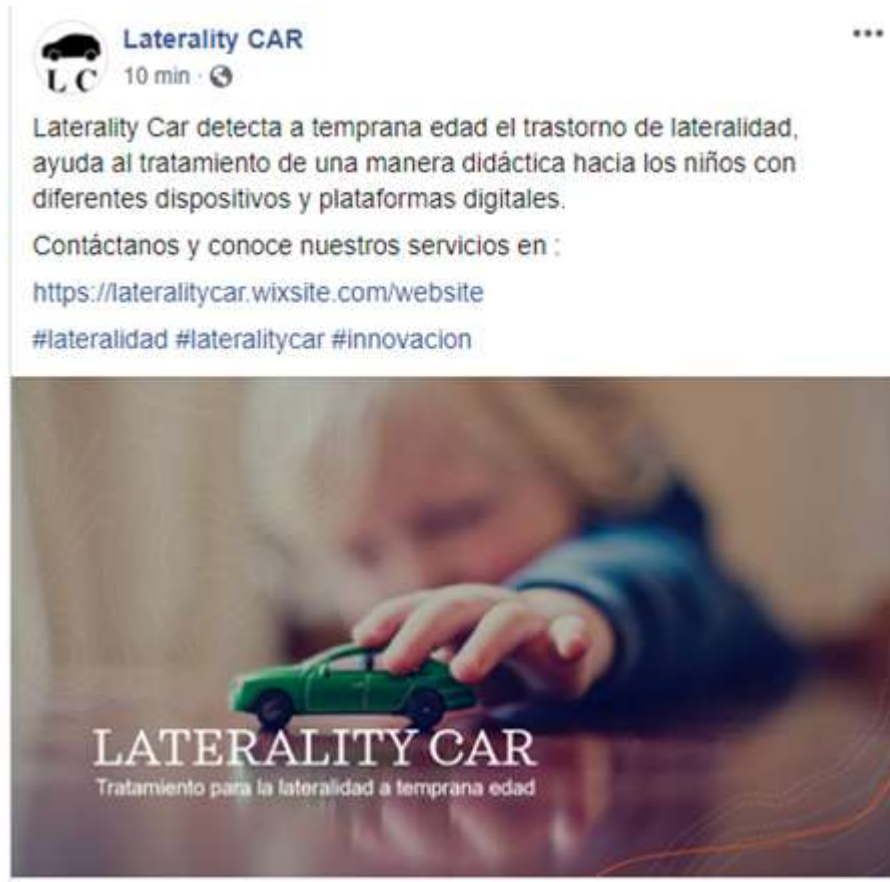 Laterality CAR
L C
10 min
Laterality Car detecta a temprana edad el trastorno de lateralidad,
ayuda al tratamiento de una manera didáctica hacia los niños con
diferentes dispositivos y plataformas digitales.
Contáctanos y conoce nuestros servicios en :
https://lateralitycar.wixsite.com/website
#lateralidad #lateralitycar #innovacion
LATERALITY CAR
Tratamiento para la lateralidad a temprana edad